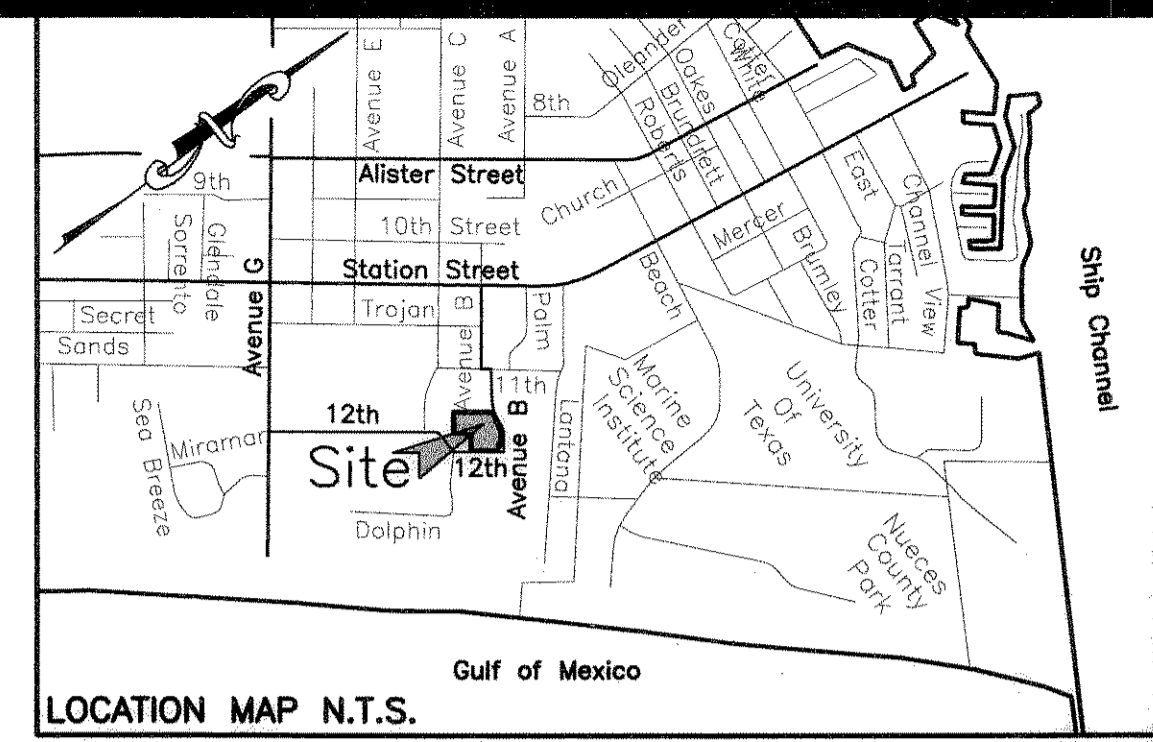 Avenue E
Avenue C
Avenue A
8th
Oleander
Cotter
White
Oakes
Brundrett
Roberts
N
9th
Alister Street
Church
East
Channel View
Sorrento
Glendale
10th Street
Mercer
Brumley
Tarrant
Cotter
Ship Channel
Avenue G
Station Street
Secret
Sands
Trojan
Avenue B
Palm
Beach
11th
Marine
Science
Institute
University
Of
Texas
12th
Sea Breeze
Miramar
Site
12th
Avenue B
Lantana
Dolphin
Nueces
County
Park
Gulf of Mexico
LOCATION MAP N.T.S.